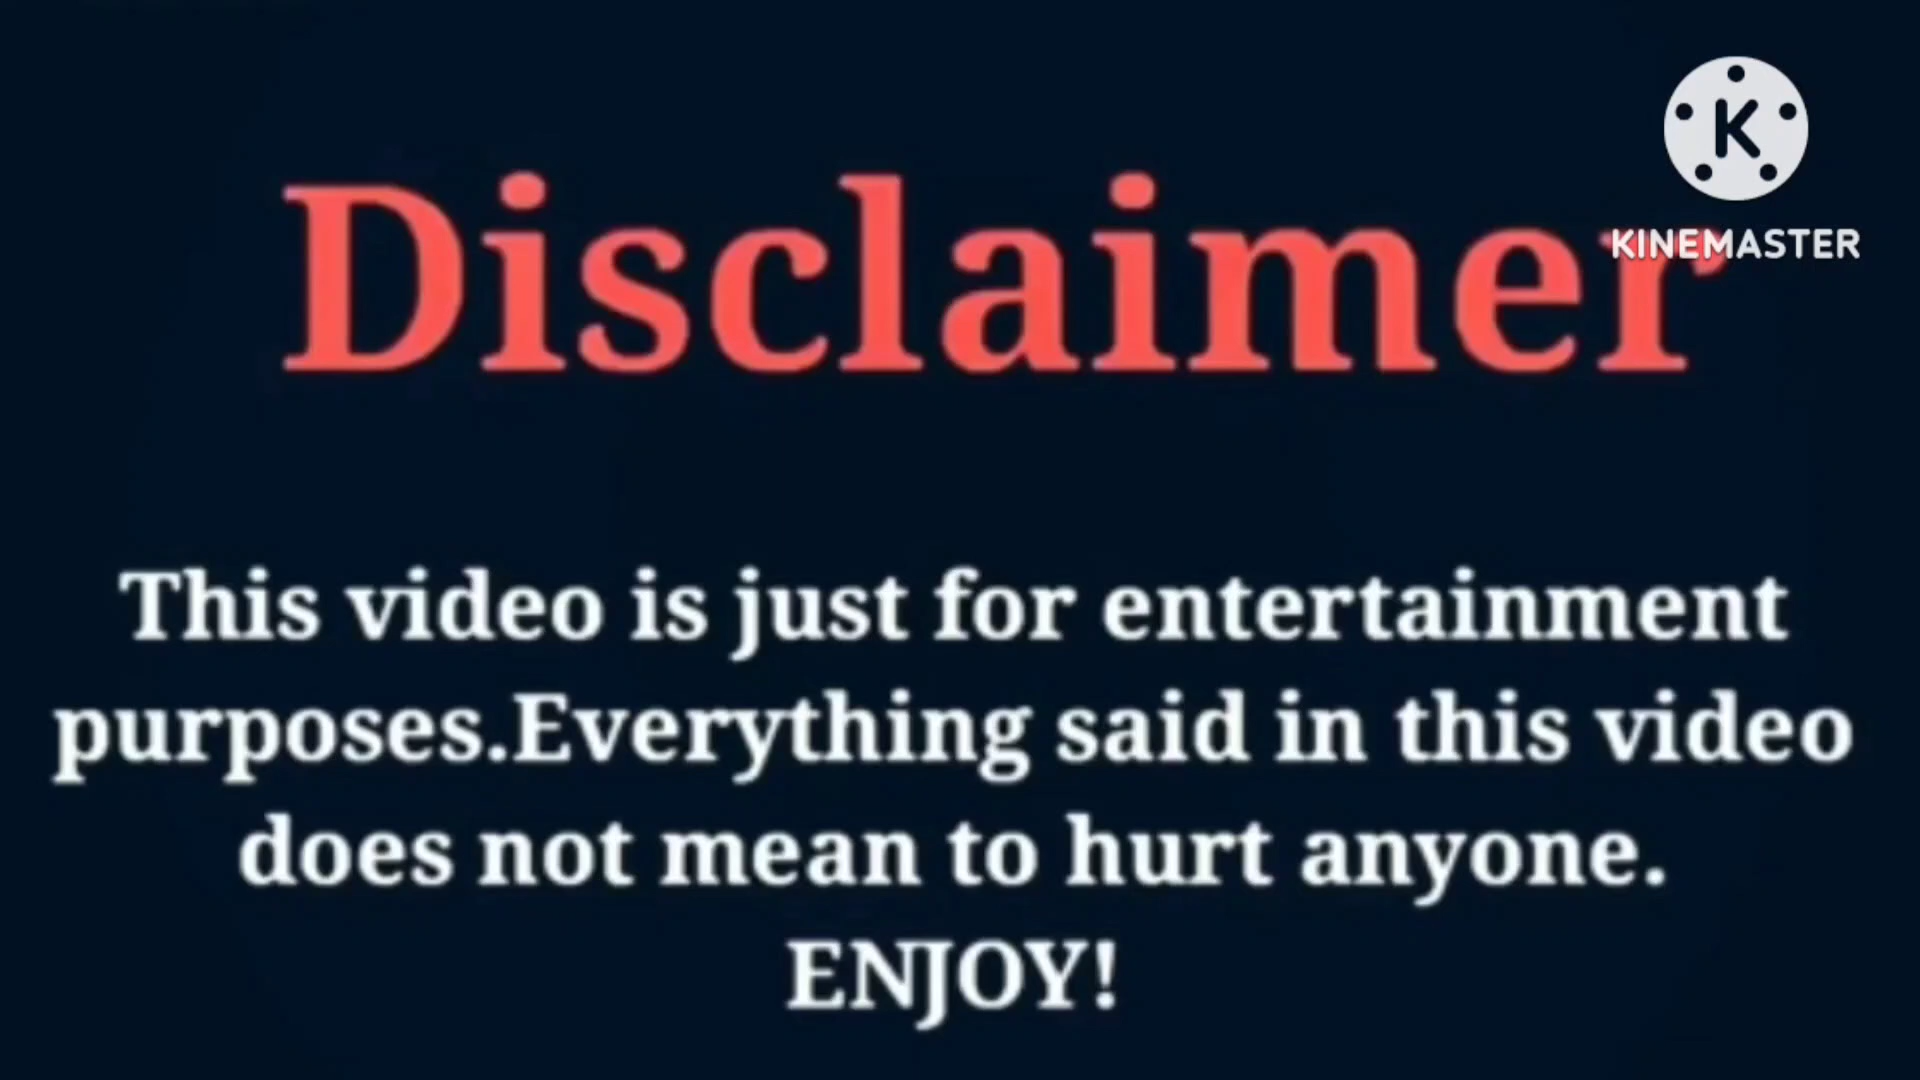 K
KINEMASTER
Disclaimer
This video is just for entertainment
purposes.Everything said in this video
does not mean to hurt anyone.
ENJOY!